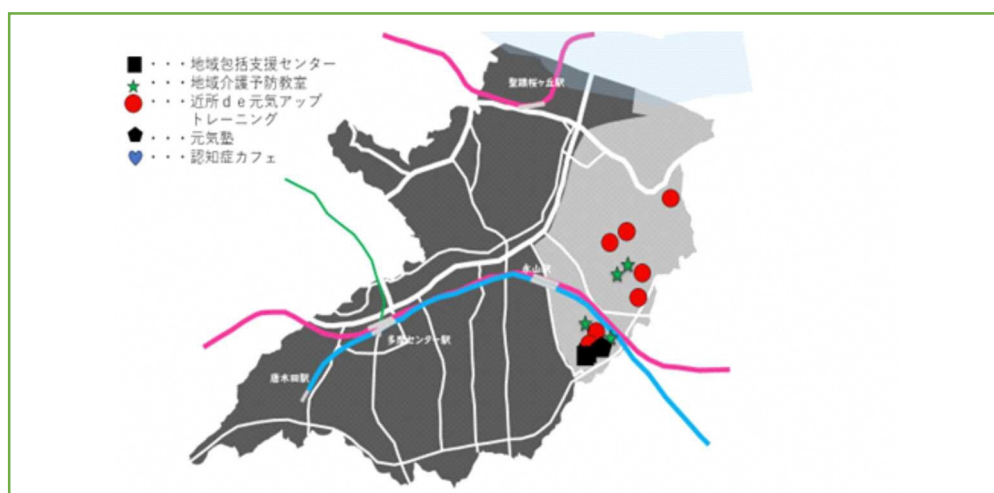 ・・・地域包括支援センター
・・・地域介護予防教室
・・・近所ｄｅ元気アップ
トレーニング
・・・元気塾
・・・認知症カフェ
聖蹟桜ヶ丘駅
永山駅
多摩センター駅
唐木田駅